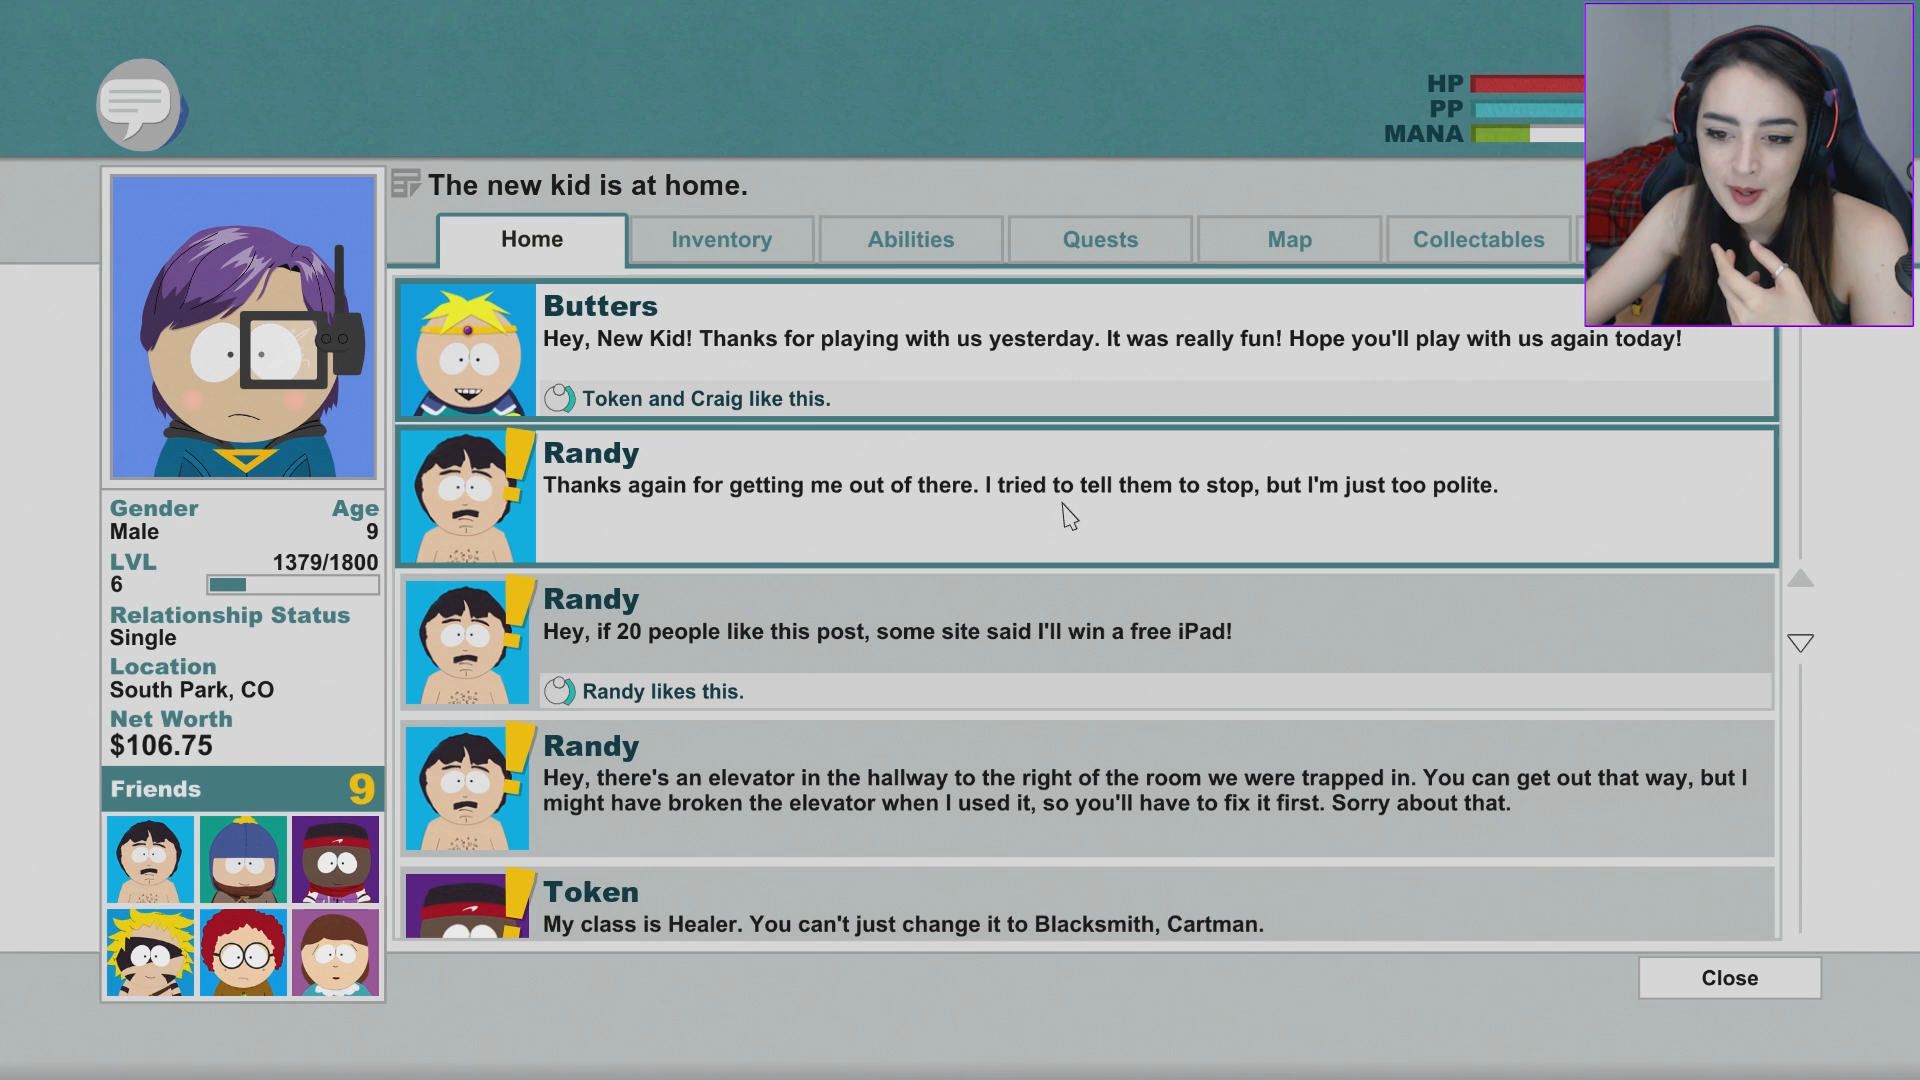 HP
PP
MANA
The new kid is at home.
Home
Inventory
Abilities
Quests
Map
Collectables
Butters
Hey, New Kid! Thanks for playing with us yesterday. It was really fun! Hope you'll play with us again today!
Token and Craig like this.
Randy
Thanks again for getting me out of there. I tried to tell them to stop, but I'm just too polite.
Randy
Hey, if 20 people like this post, some site said I'll win a free iPad!
Randy likes this.
Randy
Hey, there's an elevator in the hallway to the right of the room we were trapped in. You can get out that way, but I
might have broken the elevator when I used it, so you'll have to fix it first. Sorry about that.
Token
My class is Healer. You can't just change it to Blacksmith, Cartman.
Gender Age
Male 9
LVL 1379/1800
6
Relationship Status
Single
Location
South Park, CO
Net Worth
$106.75
Friends 9
Close